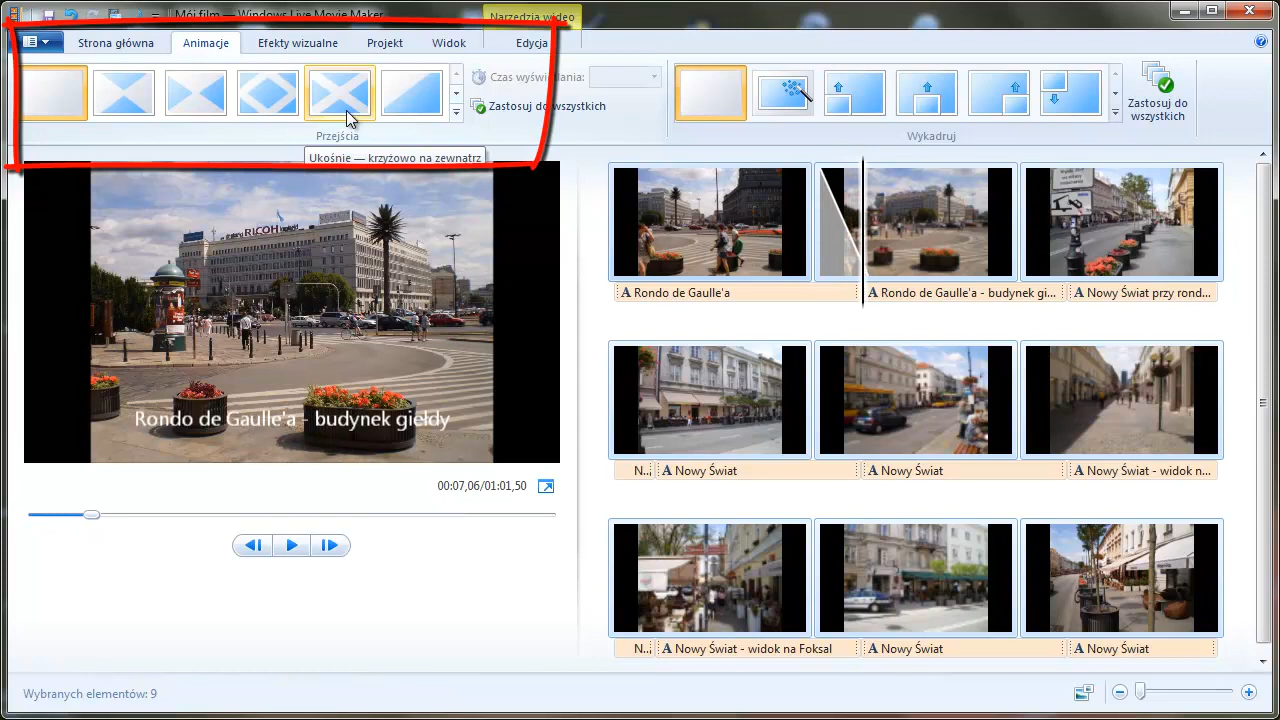 Mój film — Windows Live Movie Maker
Narzędzia wideo
Strona główna
Animacje
Efekty wizualne
Projekt
Widok
Edycja
Czas wyświetlania:
Zastosuj do wszystkich
Przejścia
Wykadruj
Zastosuj do
wszystkich
Ukośnie — krzyżowo na zewnątrz
RICOH
Rondo de Gaulle'a - budynek giełdy
00:07,06/01:01,50
A Rondo de Gaulle'a
A Rondo de Gaulle'a - budynek gi...
A Nowy Świat przy rond...
N..
A Nowy Świat
A Nowy Świat
A Nowy Świat - widok n...
N..
A Nowy Świat - widok na Foksal
A Nowy Świat
A Nowy Świat
Wybranych elementów: 9